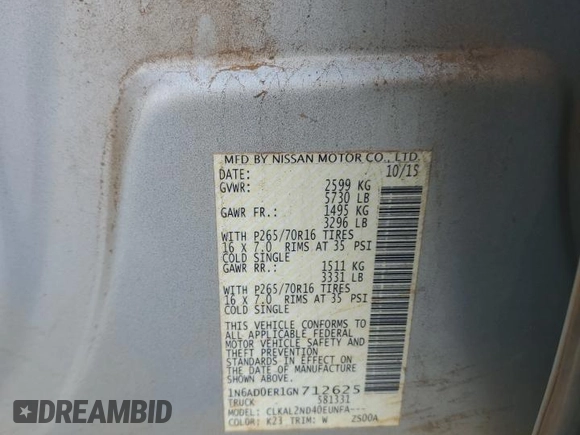 MFD BY NISSAN MOTOR CO., LTD.
DATE: 10/15
GVWR: 2599 KG
5730 LB
GAWR FR.: 1495 KG
3296 LB
WITH P265/70R16 TIRES
16 X 7.0 RIMS AT 35 PSI
COLD SINGLE
GAWR RR.: 1511 KG
3331 LB
WITH P265/70R16 TIRES
16 X 7.0 RIMS AT 35 PSI
COLD SINGLE
THIS VEHICLE CONFORMS TO
ALL APPLICABLE FEDERAL
MOTOR VEHICLE SAFETY AND
THEFT PREVENTION
STANDARDS IN EFFECT ON
THE DATE OF MANUFACTURE
SHOWN ABOVE.
1N6AD0ER1GN712625
TRUCK 581331
MODEL: CLKAL2ND40EUNFA---
COLOR: K23 TRIM: W 2S00A
DREAMBID
DREAMBID.COM